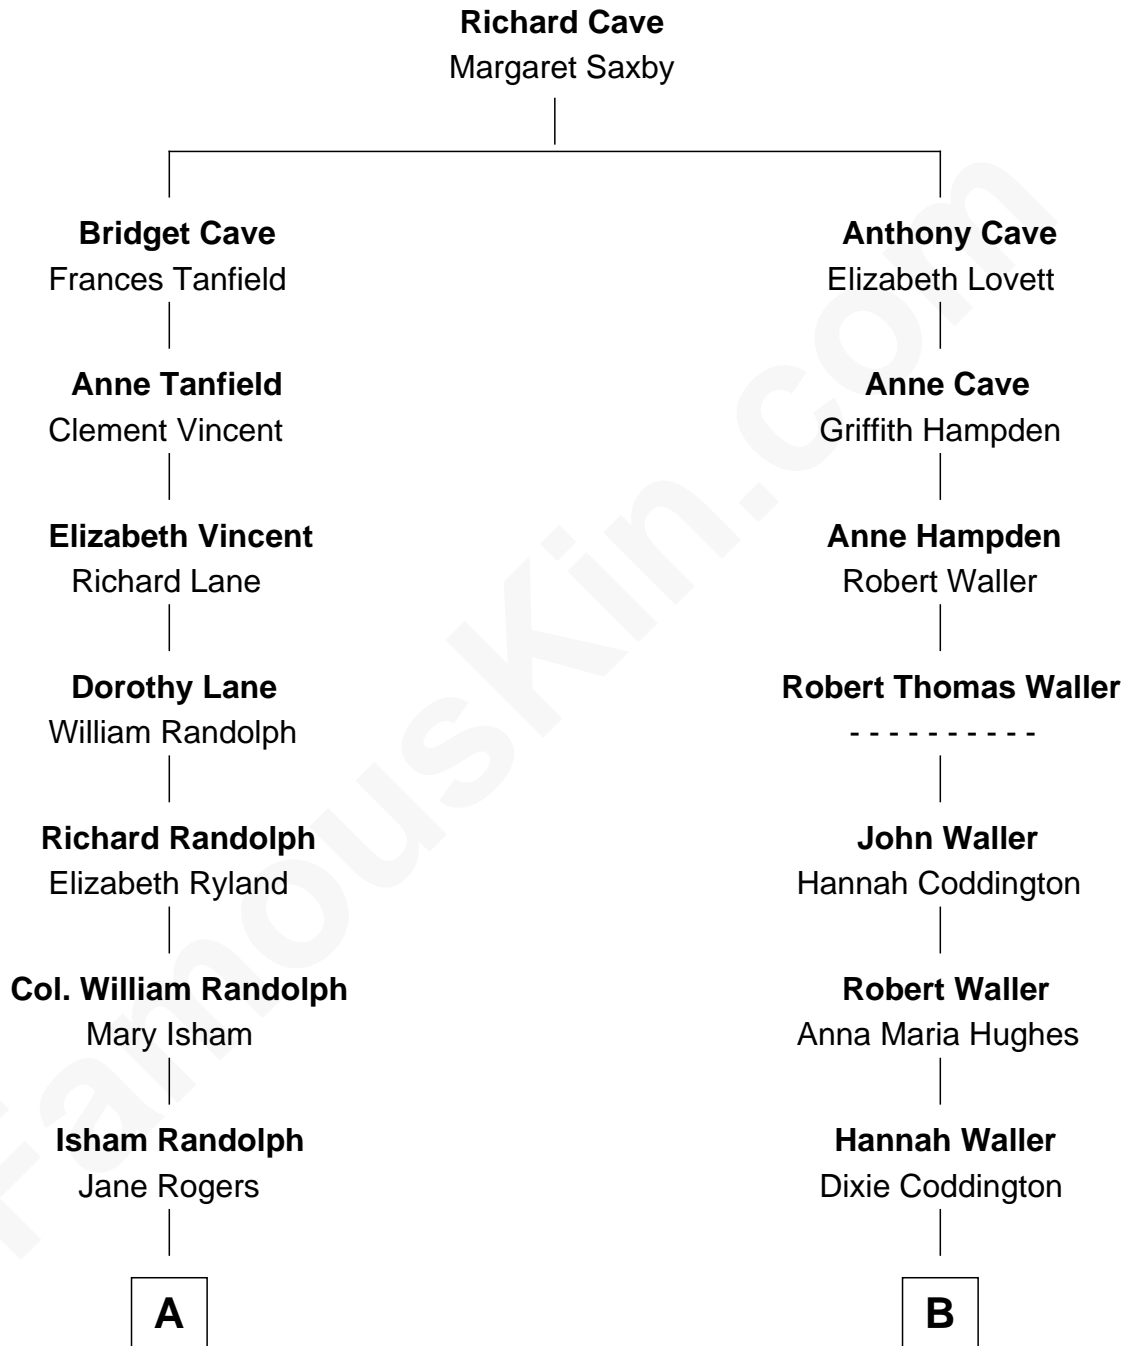 Richard Cave
Margaret Saxby
Bridget Cave
Frances Tanfield
Anthony Cave
Elizabeth Lovett
Anne Tanfield
Clement Vincent
Anne Cave
Griffith Hampden
Elizabeth Vincent
Richard Lane
Anne Hampden
Robert Waller
Dorothy Lane
William Randolph
Robert Thomas Waller
- - - - - - - - - -
Richard Randolph
Elizabeth Ryland
John Waller
Hannah Coddington
Col. William Randolph
Mary Isham
Robert Waller
Anna Maria Hughes
Isham Randolph
Jane Rogers
Hannah Waller
Dixie Coddington
A
B
FamousKin.com